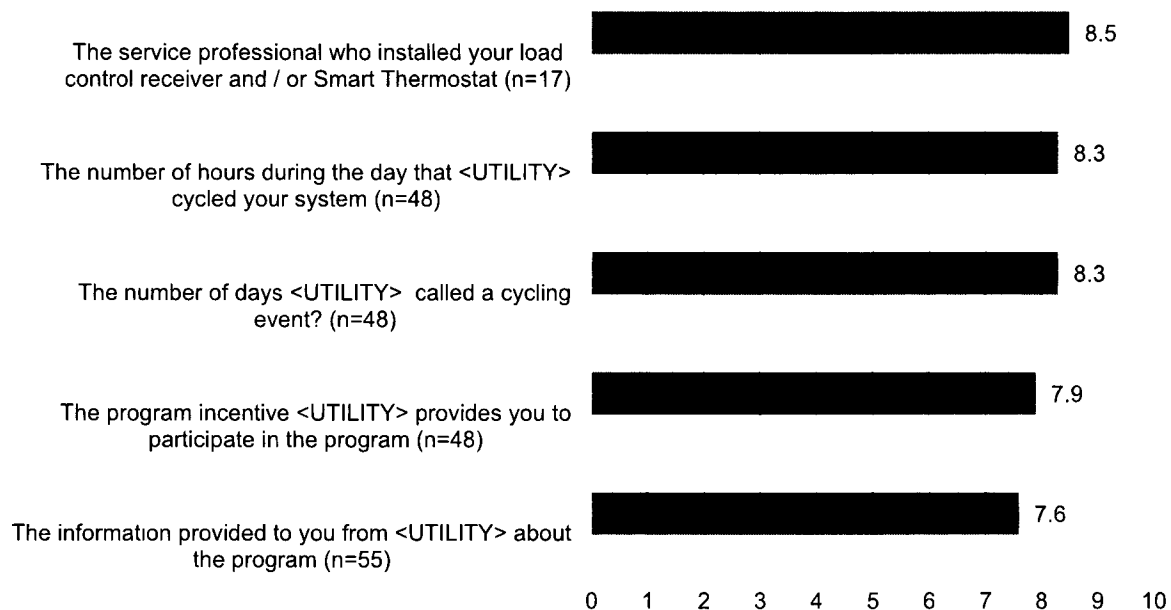 The service professional who installed your load
control receiver and / or Smart Thermostat (n=17)
8.5
The number of hours during the day that <UTILITY>
cycled your system (n=48)
8.3
The number of days <UTILITY> called a cycling
event? (n=48)
8.3
The program incentive <UTILITY> provides you to
participate in the program (n=48)
7.9
The information provided to you from <UTILITY> about
the program (n=55)
7.6
0 1 2 3 4 5 6 7 8 9 10